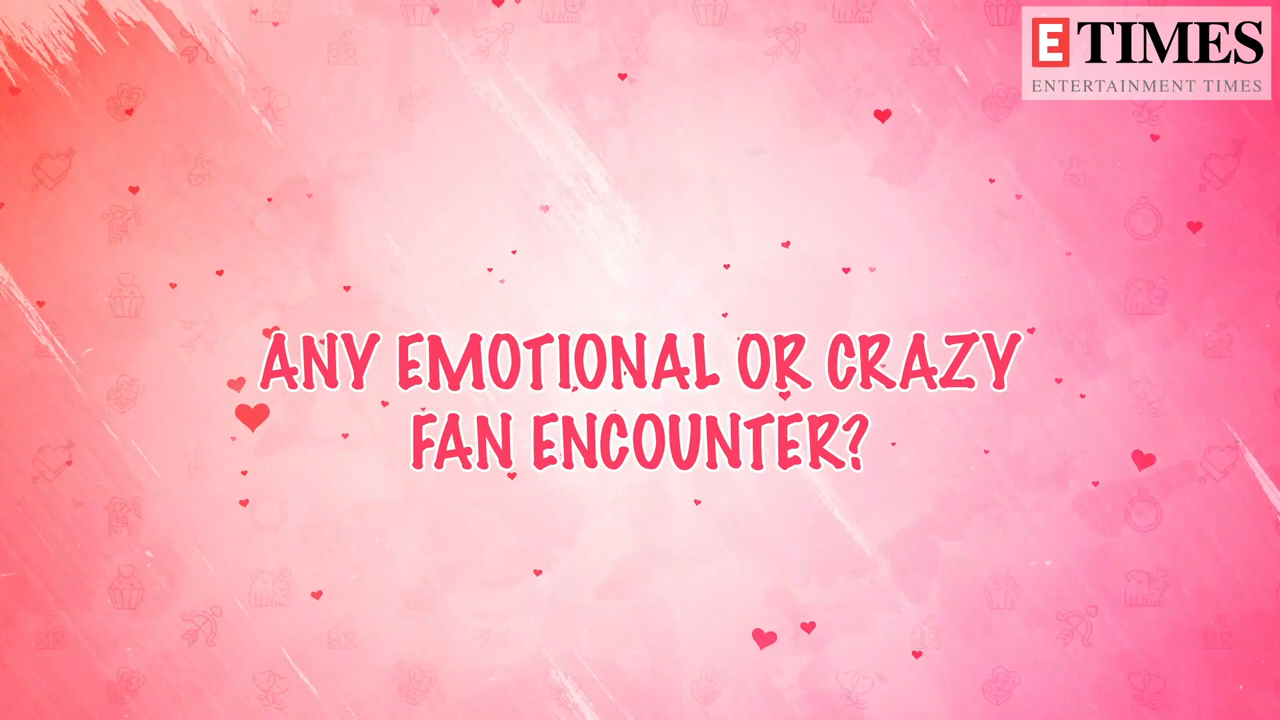 E TIMES
ENTERTAINMENT TIMES
ANY EMOTIONAL OR CRAZY
FAN ENCOUNTER?